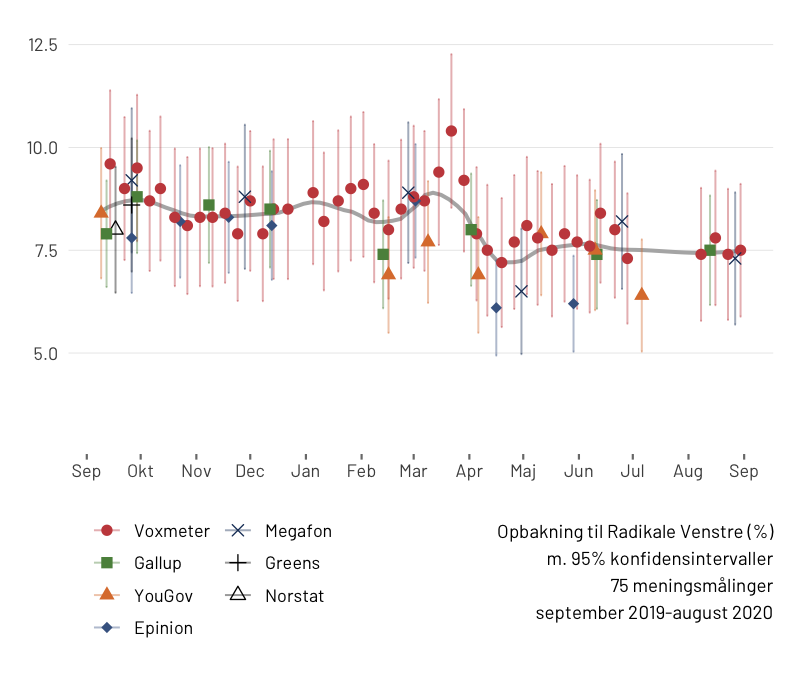 12.5
10.0
7.5
5.0
Sep Okt Nov Dec Jan Feb Mar Apr Maj Jun Jul Aug Sep
Voxmeter Megafon
Gallup Greens
YouGov Norstat
Epinion
Opbakning til Radikale Venstre (%)
m. 95% konfidensintervaller
75 meningsmålinger
september 2019-august 2020